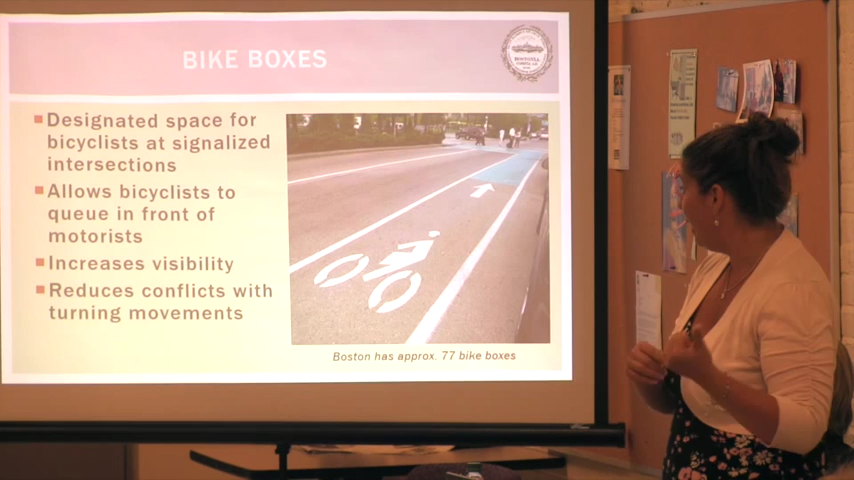 BIKE BOXES
Designated space for
bicyclists at signalized
intersections
Allows bicyclists to
queue in front of
motorists
Increases visibility
Reduces conflicts with
turning movements
Boston has approx. 77 bike boxes